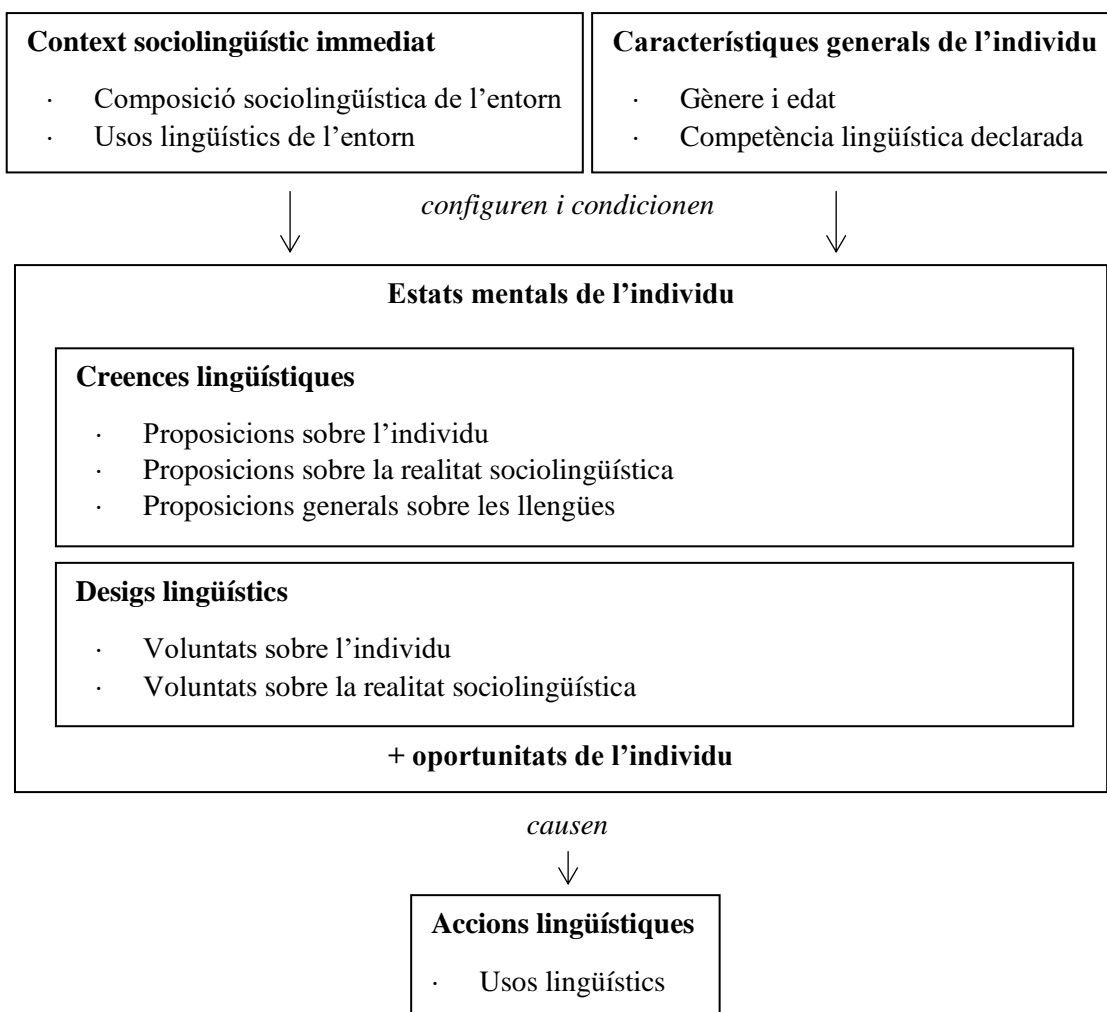 Context sociolingüístic immediat
· Composició sociolingüística de l’entorn
· Usos lingüístics de l’entorn
Característiques generals de l’individu
· Gènere i edat
· Competència lingüística declarada
configuren i condicionen
Estats mentals de l’individu
Creences lingüístiques
· Proposicions sobre l’individu
· Proposicions sobre la realitat sociolingüística
· Proposicions generals sobre les llengües
Desigs lingüístics
· Voluntats sobre l’individu
· Voluntats sobre la realitat sociolingüística
+ oportunitats de l’individu
causen
Accions lingüístiques
· Usos lingüístics